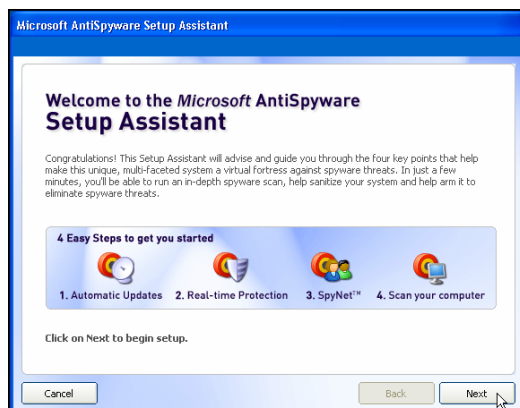 Microsoft AntiSpyware Setup Assistant
Welcome to the Microsoft AntiSpyware
Setup Assistant
Congratulations! This Setup Assistant will advise and guide you through the four key points that help
make this unique, multi-faceted system a virtual fortress against spyware threats. In just a few
minutes, you'll be able to run an in-depth spyware scan, help sanitize your system and help arm it to
eliminate spyware threats.
4 Easy Steps to get you started
1. Automatic Updates 2. Real-time Protection 3. SpyNet™ 4. Scan your computer
Click on Next to begin setup.
Cancel Back Next